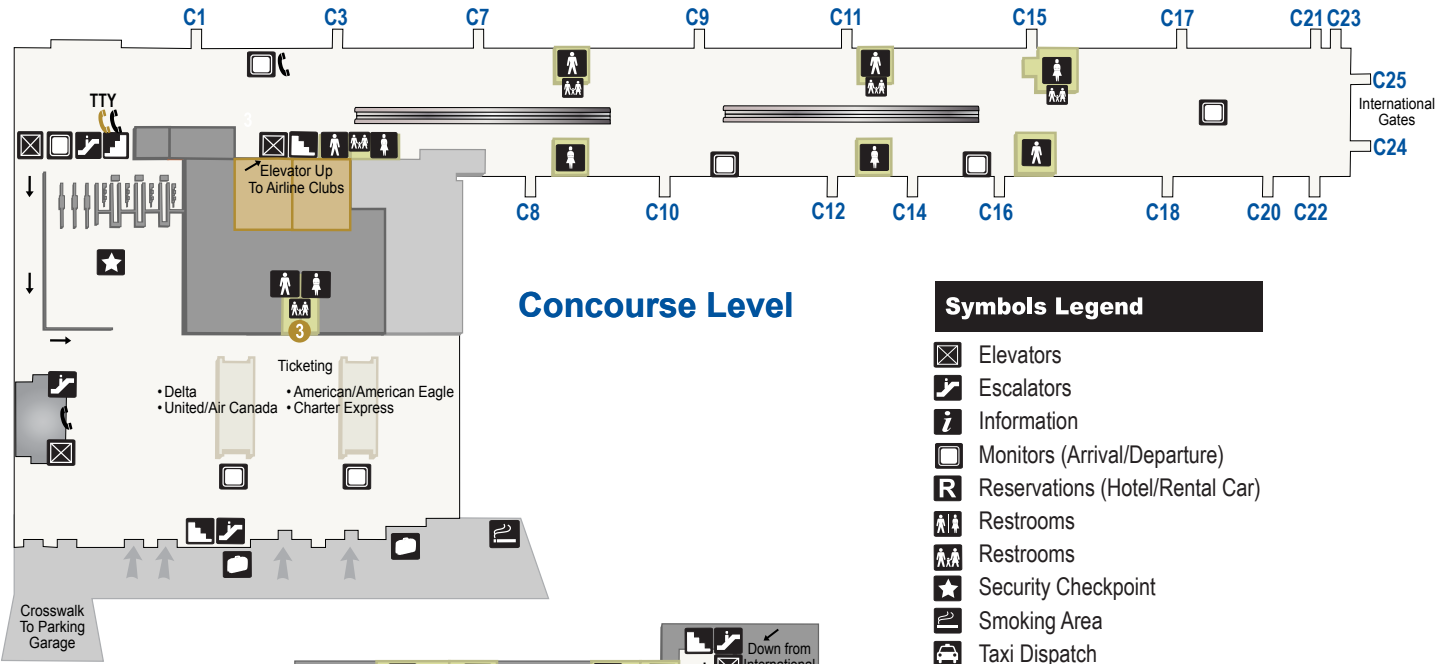 C1
C3
C7
C9
C11
C15
C17
C21
C23
C25
International
Gates
C24
TTY
3
Elevator Up
To Airline Clubs
C8
C10
C12
C14
C16
C18
C20
C22
Concourse Level
3
Ticketing
• Delta
• United/Air Canada
• American/American Eagle
• Charter Express
Crosswalk
To Parking
Garage
Down from
International
Symbols Legend
Elevators
Escalators
i Information
Monitors (Arrival/Departure)
R Reservations (Hotel/Rental Car)
Restrooms
Restrooms
Security Checkpoint
Smoking Area
Taxi Dispatch